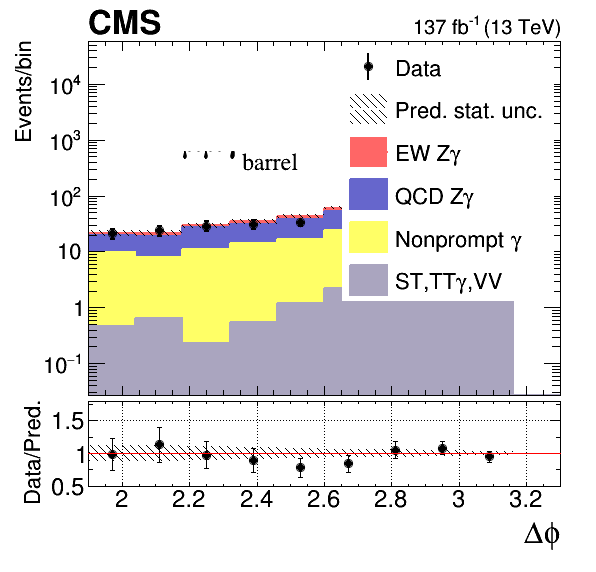 CMS
137 fb⁻¹ (13 TeV)
Events/bin
10⁴
10³
10²
10
1
10⁻¹
Data
Pred. stat. unc.
EW Zγ
QCD Zγ
Nonprompt γ
ST,TTγ,VV
barrel
Data/Pred.
1.5
1
0.5
2 2.2 2.4 2.6 2.8 3 3.2
Δϕ